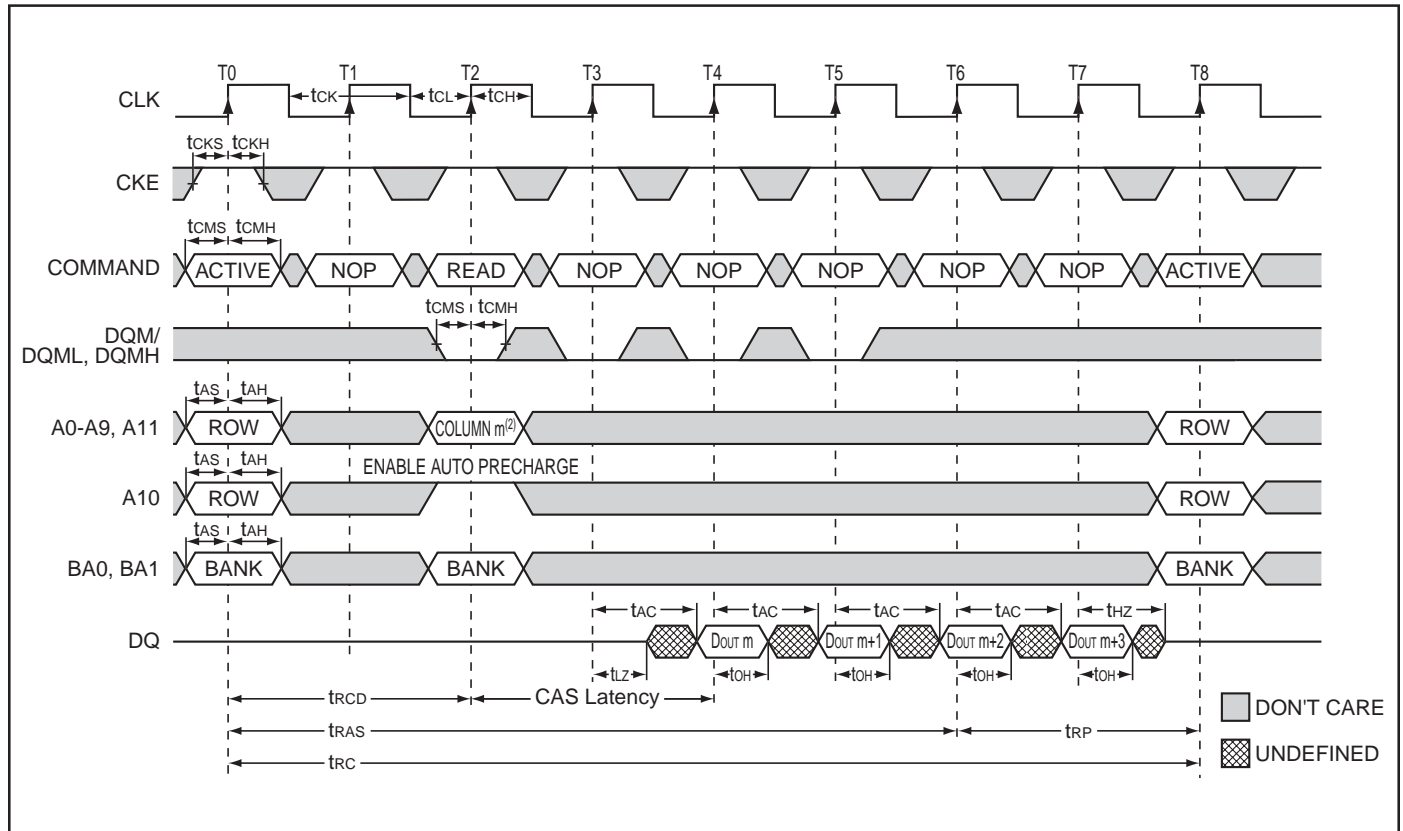 T0 T1 T2 T3 T4 T5 T6 T7 T8
CLK
tCK tCL tCH
tCKS tCKH
CKE
tCMS tCMH
COMMAND ACTIVE NOP READ NOP NOP NOP NOP NOP ACTIVE
tCMS tCMH
DQM/
DQML, DQMH
tAS tAH
A0-A9, A11 ROW COLUMN m(2) ROW
tAS tAH ENABLE AUTO PRECHARGE
A10 ROW ROW
tAS tAH
BA0, BA1 BANK BANK BANK
tAC tAC tAC tAC tHZ
DQ DOUT m DOUT m+1 DOUT m+2 DOUT m+3
tLZ tOH tOH tOH tOH
tRCD CAS Latency
DON'T CARE
tRAS tRP
UNDEFINED
tRC